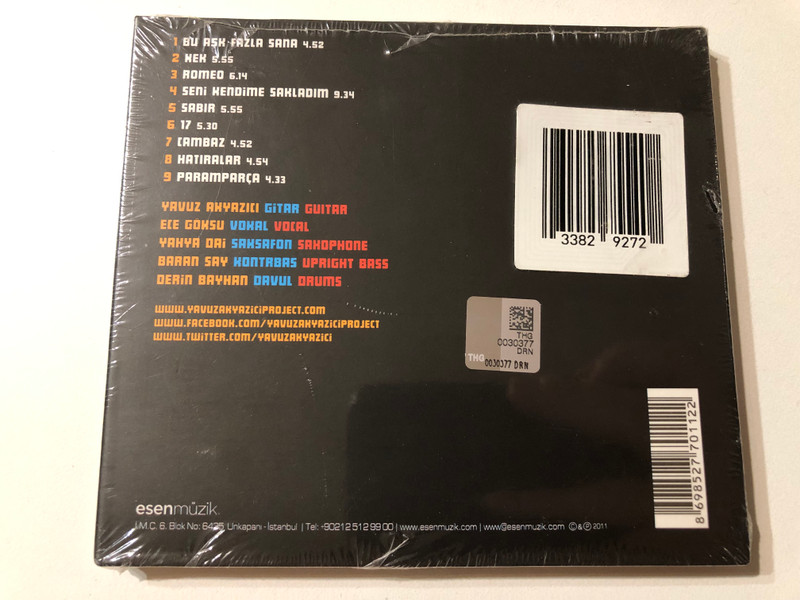 1 BU AŞK FAZLA SANA 4.52
2 KEK 5.55
3 ROMEO 6.14
4 SENİ KENDİME SAKLADIM 9.34
5 SABIR 5.55
6 17 5.30
7 CAMBAZ 4.52
8 HATIRALAR 4.54
9 PARAMPARÇA 4.33
YAVUZ AKYAZICI GİTAR GUITAR
ECE GÖKSU VOKAL VOCAL
YAHYA DAİ SAKSAFON SAXOPHONE
BARAN SAY KONTRBAS UPRIGHT BASS
DERİN BAYHAN DAVUL DRUMS
WWW.YAVUZAKYAZICIPROJECT.COM
WWW.FACEBOOK.COM/YAVUZAKYAZICIPROJECT
WWW.TWITTER.COM/YAVUZAKYAZICI
3382 9272
THG
0030377
DRN
THG
0030377 DRN
8 698527 701122
esenmüzik.
İ.M.Ç. 6. Blok No: 6425, Unkapanı - İstanbul | Tel: +90212 512 99 00 | www.esenmuzik.com | www@esenmuzik.com ©&℗ 2011